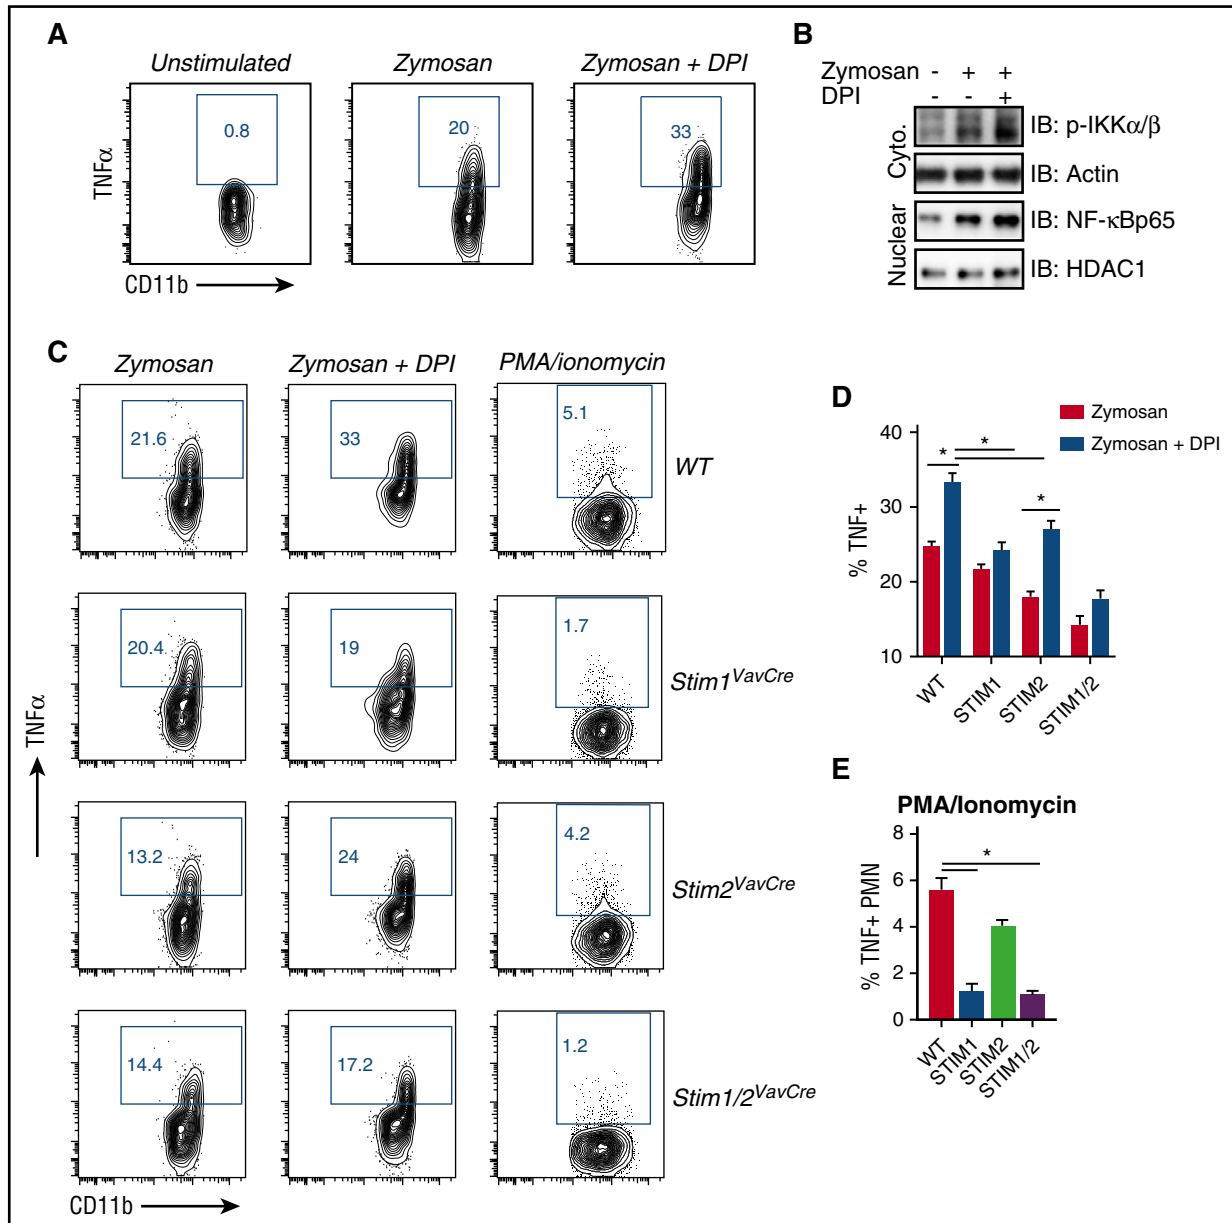 A
Unstimulated
Zymosan
Zymosan + DPI
0.8
20
33
TNFα
CD11b
B
Zymosan - + +
DPI - - +
Cyto.
IB: p-IKKα/β
IB: Actin
Nuclear
IB: NF-κBp65
IB: HDAC1
C
Zymosan
Zymosan + DPI
PMA/ionomycin
21.6
33
5.1
WT
20.4
19
1.7
Stim1VavCre
13.2
24
4.2
Stim2VavCre
14.4
17.2
1.2
Stim1/2VavCre
TNFα
CD11b
D
Zymosan
Zymosan + DPI
% TNF+
40
30
20
10
* * *
WT
STIM1
STIM2
STIM1/2
E
PMA/Ionomycin
% TNF+ PMN
8
6
4
2
0
*
WT
STIM1
STIM2
STIM1/2